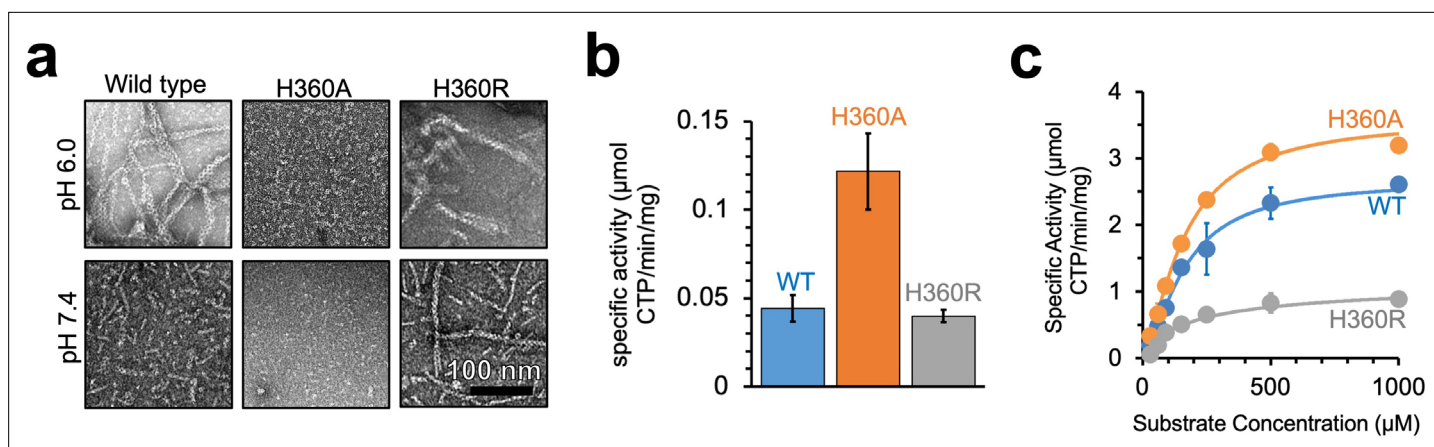 a
Wild type
H360A
H360R
pH 6.0
pH 7.4
100 nm
b
specific activity (µmol
CTP/min/mg)
0.15
0.1
0.05
0
WT
H360A
H360R
c
Specific Activity (µmol
CTP/min/mg)
4
3
2
1
0
H360A
WT
H360R
0
500
1000
Substrate Concentration (µM)